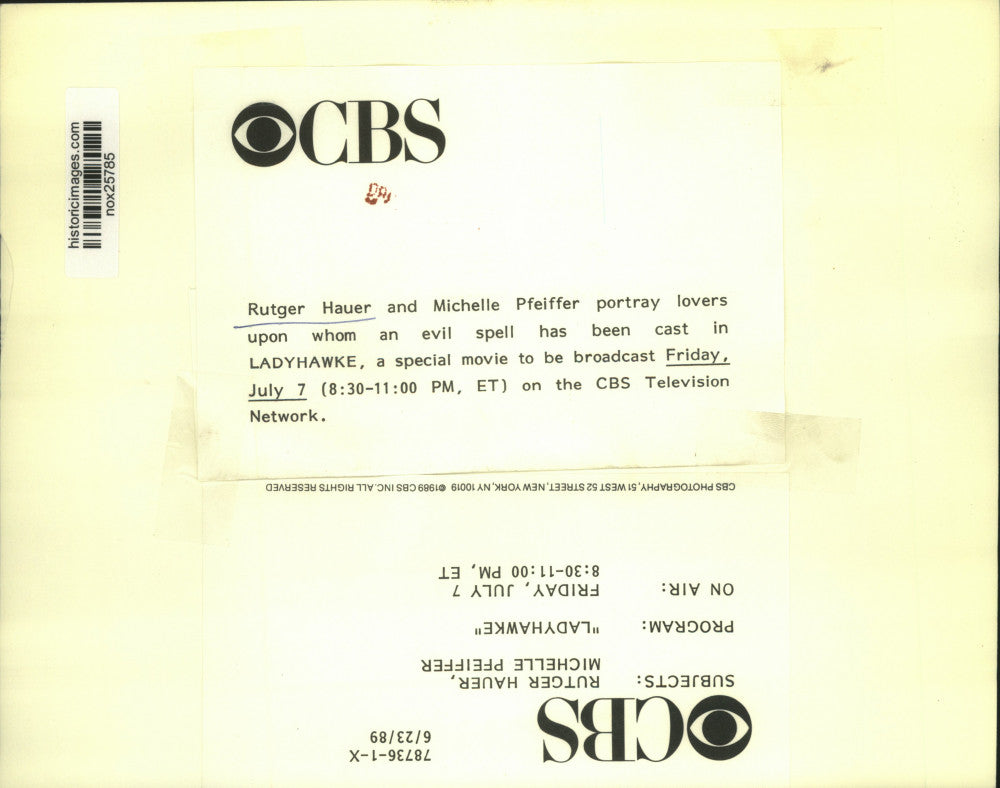 historicimages.com
nox25785
CBS
Rutger Hauer and Michelle Pfeiffer portray lovers
upon whom an evil spell has been cast in
LADYHAWKE, a special movie to be broadcast Friday,
July 7 (8:30-11:00 PM, ET) on the CBS Television
Network.
78736-1-X
6/23/89
CBS
SUBJECTS: RUTGER HAUER,
MICHELLE PFEIFFER
PROGRAM: "LADYHAWKE"
ON AIR: FRIDAY, JULY 7
8:30-11:00 PM, ET
CBS PHOTOGRAPHY, 51 WEST 52 STREET, NEW YORK, NY 10019 ©1989 CBS INC. ALL RIGHTS RESERVED